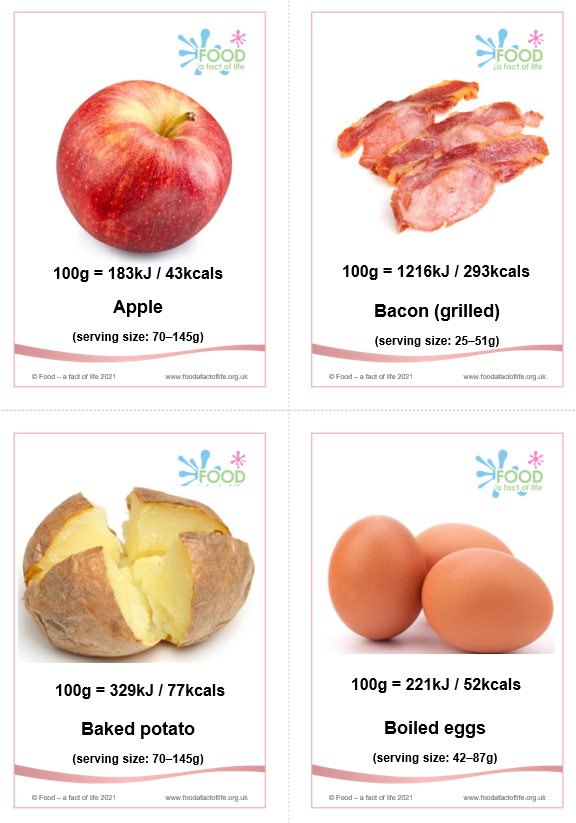 FOOD
a fact of life
100g = 183kJ / 43kcals
Apple
(serving size: 70–145g)
© Food – a fact of life 2021
www.foodafactoflife.org.uk
FOOD
a fact of life
100g = 1216kJ / 293kcals
Bacon (grilled)
(serving size: 25–51g)
© Food – a fact of life 2021
www.foodafactoflife.org.uk
FOOD
100g = 329kJ / 77kcals
Baked potato
(serving size: 70–145g)
© Food – a fact of life 2021
www.foodafactoflife.org.uk
FOOD
a fact of life
100g = 221kJ / 52kcals
Boiled eggs
(serving size: 42–87g)
© Food – a fact of life 2021
www.foodafactoflife.org.uk